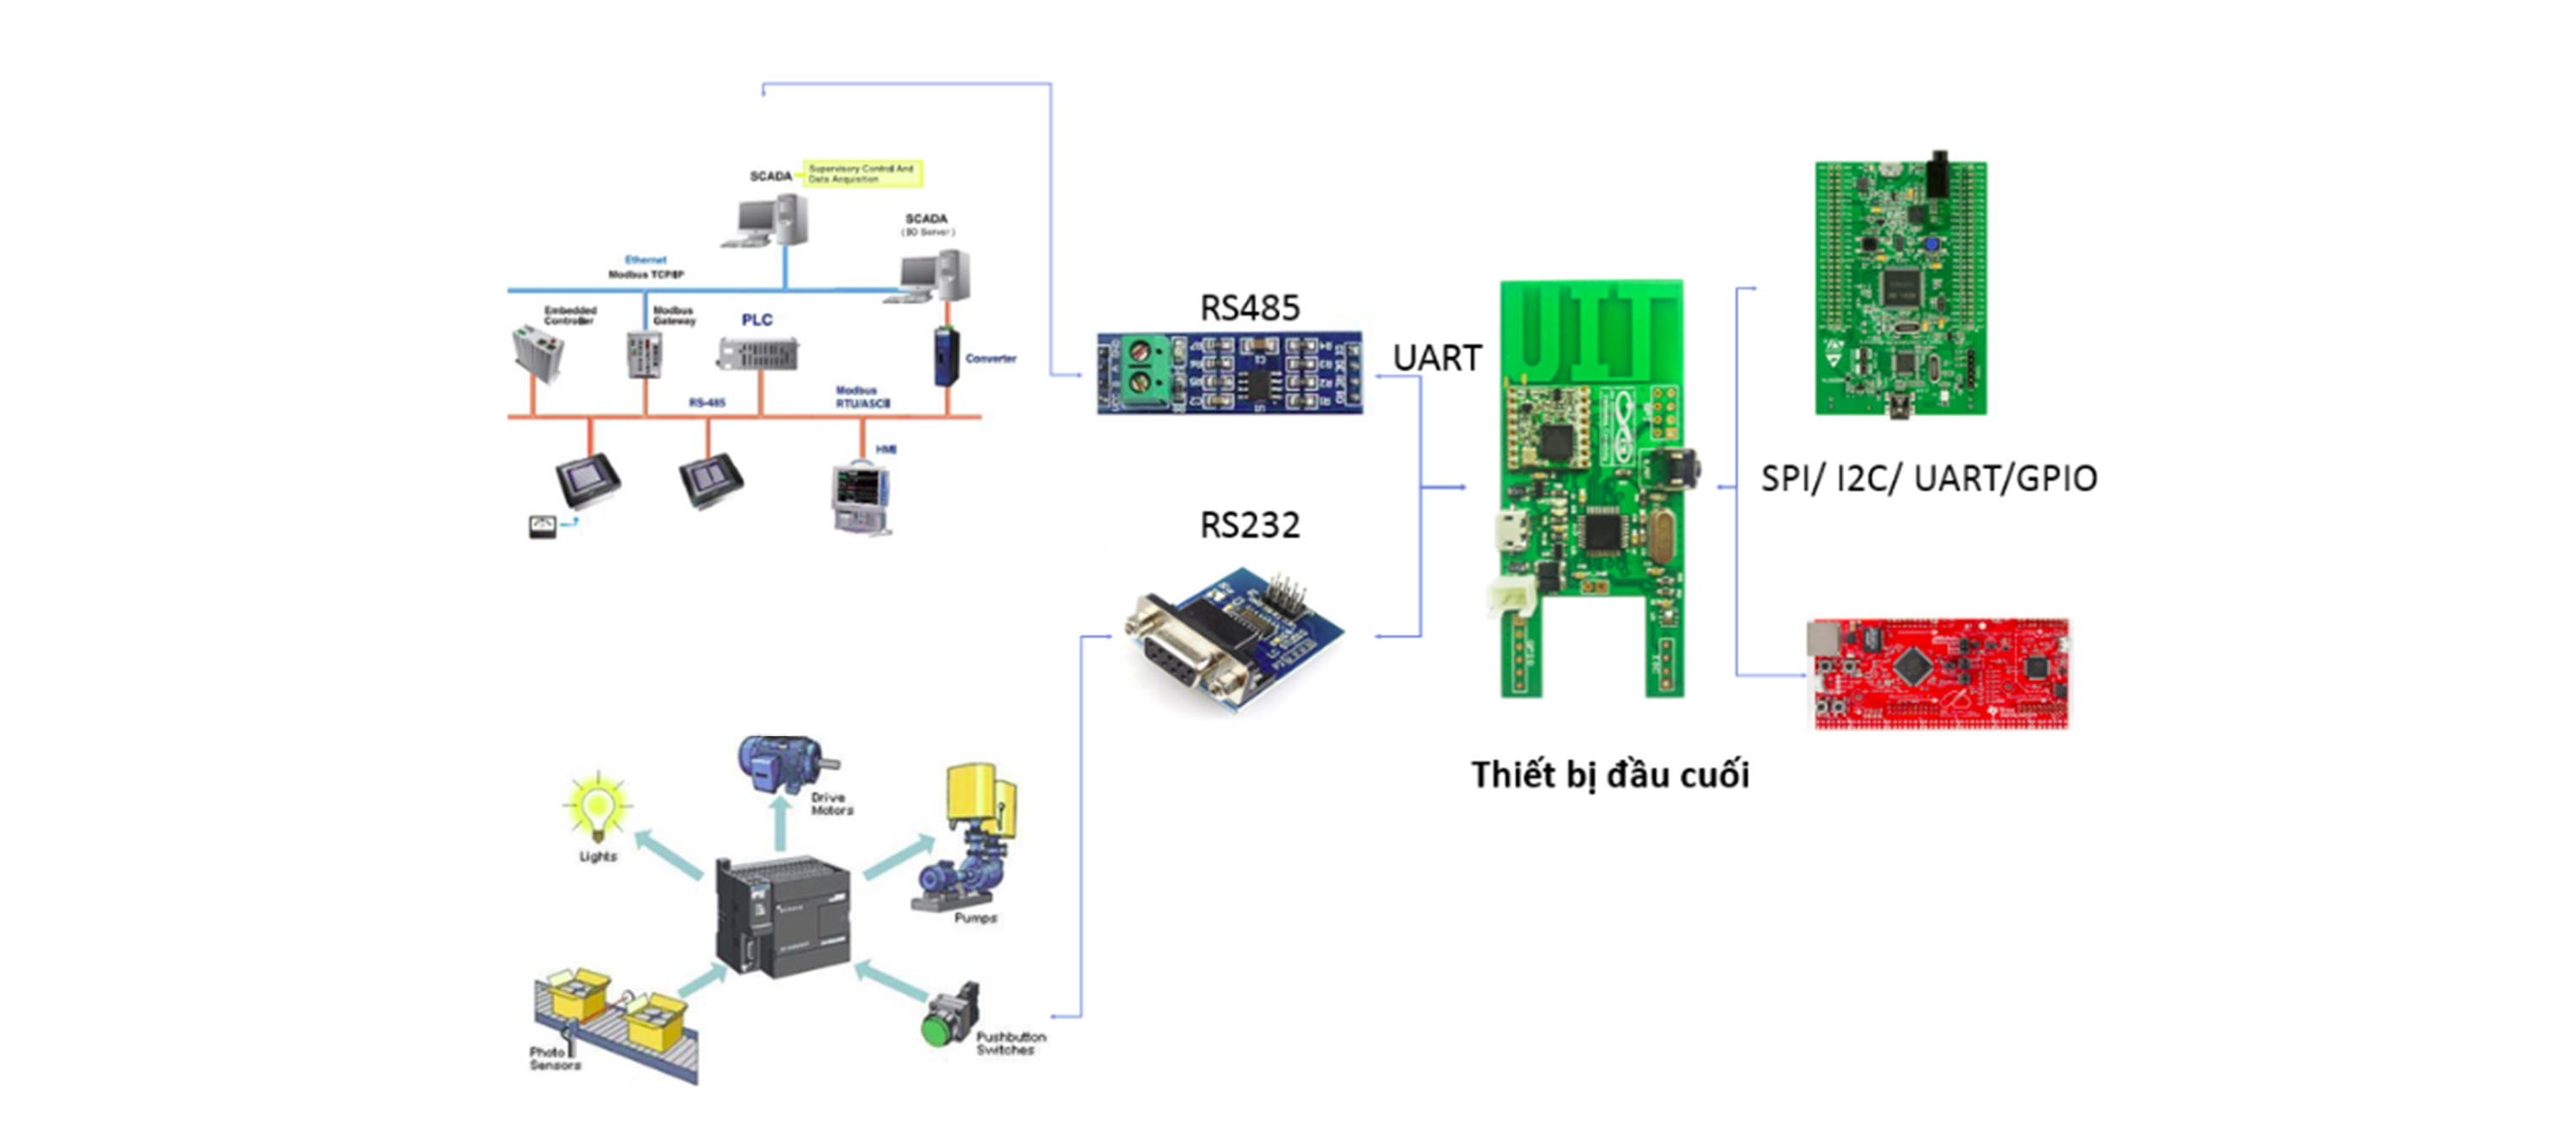 SCADA
Supervisory Control And
Data Acquisition
SCADA
(I/O Server)
Ethernet
Modbus TCP/IP
Embedded
Controller
Modbus
Gateway
PLC
Converter
Modbus
RTU/ASCII
RS-485
HMI
RS485
UART
UIT
SPI/ I2C/ UART/GPIO
RS232
Thiết bị đầu cuối
Drive
Motors
Lights
Pumps
Pushbutton
Switches
Photo
Sensors